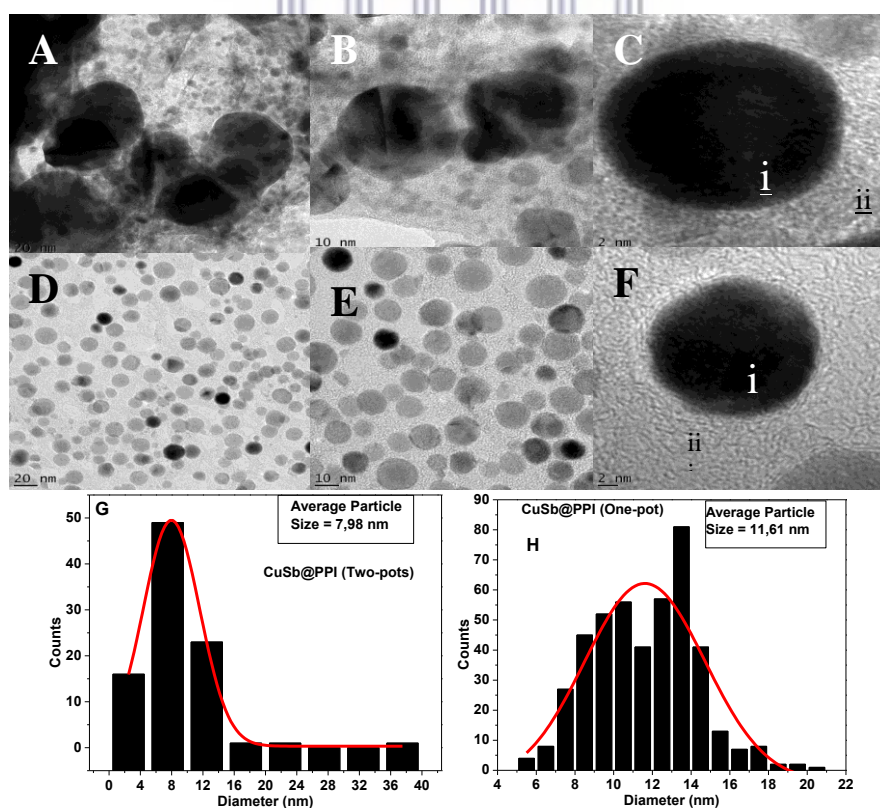 A
B
C
i
ii
20 nm
10 nm
2 nm
D
E
F
i
ii
20 nm
10 nm
2 nm
G
Average Particle
Size = 7,98 nm
CuSb@PPI (Two-pots)
Counts
50
40
30
20
10
0
0 4 8 12 16 20 24 28 32 36 40
Diameter (nm)
CuSb@PPI (One-pot)
Average Particle
Size = 11,61 nm
H
Counts
90
80
70
60
50
40
30
20
10
0
4 6 8 10 12 14 16 18 20 22
Diameter (nm)